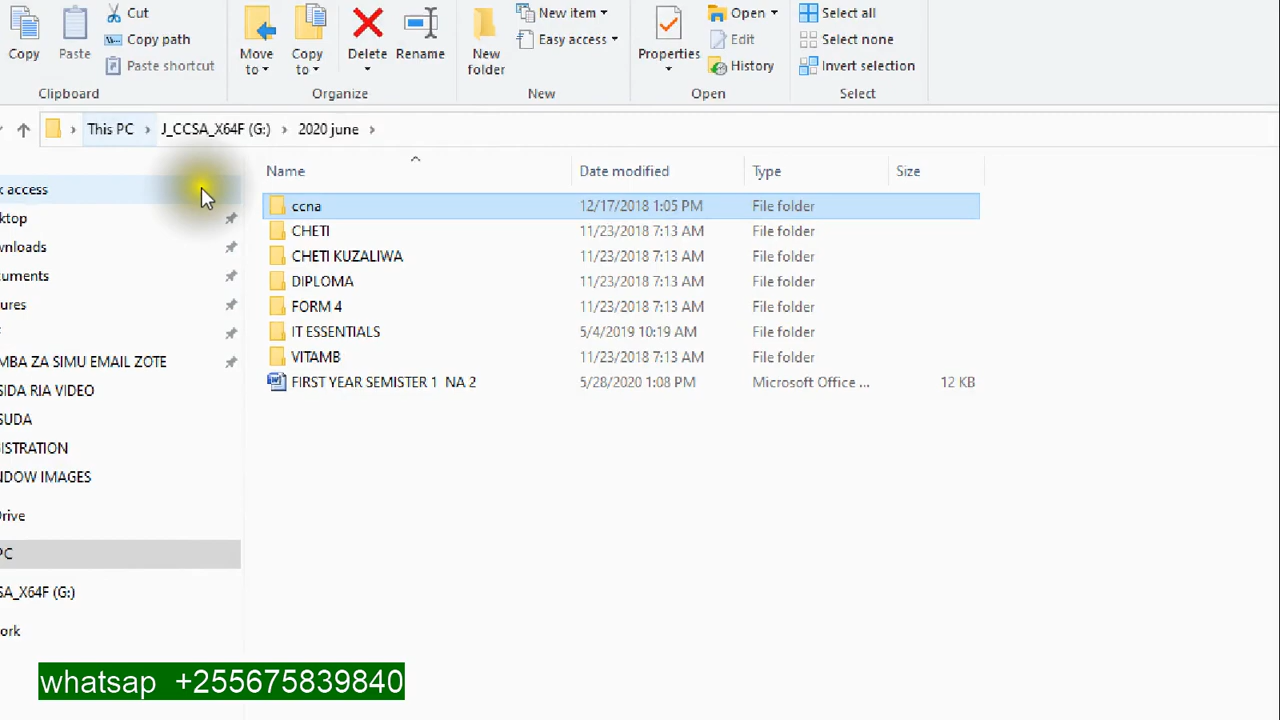 Copy
Paste
Cut
Copy path
Paste shortcut
Clipboard
Move to
Copy to
Delete
Rename
Organize
New folder
New item
Easy access
New
Properties
Open
Edit
History
Open
Select all
Select none
Invert selection
Select
This PC
J_CCSA_X64F (G:)
2020 june
Name
Date modified
Type
Size
access
ktop
wnloads
cuments
ures
MBA ZA SIMU EMAIL ZOTE
SIDA RIA VIDEO
SUDA
ISTRATION
NDOW IMAGES
Drive
PC
SA_X64F (G:)
ork
ccna 12/17/2018 1:05 PM File folder
CHETI 11/23/2018 7:13 AM File folder
CHETI KUZALIWA 11/23/2018 7:13 AM File folder
DIPLOMA 11/23/2018 7:13 AM File folder
FORM 4 11/23/2018 7:13 AM File folder
IT ESSENTIALS 5/4/2019 10:19 AM File folder
VITAMB 11/23/2018 7:13 AM File folder
FIRST YEAR SEMISTER 1 NA 2 5/28/2020 1:08 PM Microsoft Office ... 12 KB
whatsap +255675839840